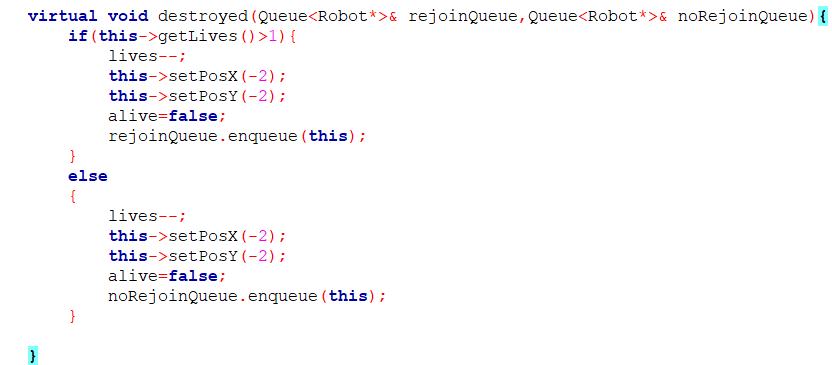 virtual void destroyed(Queue<Robot*>& rejoinQueue,Queue<Robot*>& noRejoinQueue){
    if(this->getLives()>1){
        lives--;
        this->setPosX(-2);
        this->setPosY(-2);
        alive=false;
        rejoinQueue.enqueue(this);
    }
    else
    {
        lives--;
        this->setPosX(-2);
        this->setPosY(-2);
        alive=false;
        noRejoinQueue.enqueue(this);
    }
}